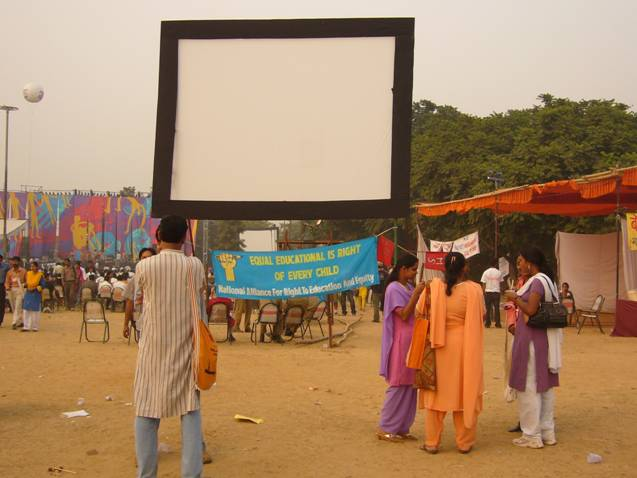 EQUAL EDUCATIONAL IS RIGHT
OF EVERY CHILD
National Alliance For Right To Education And Equity